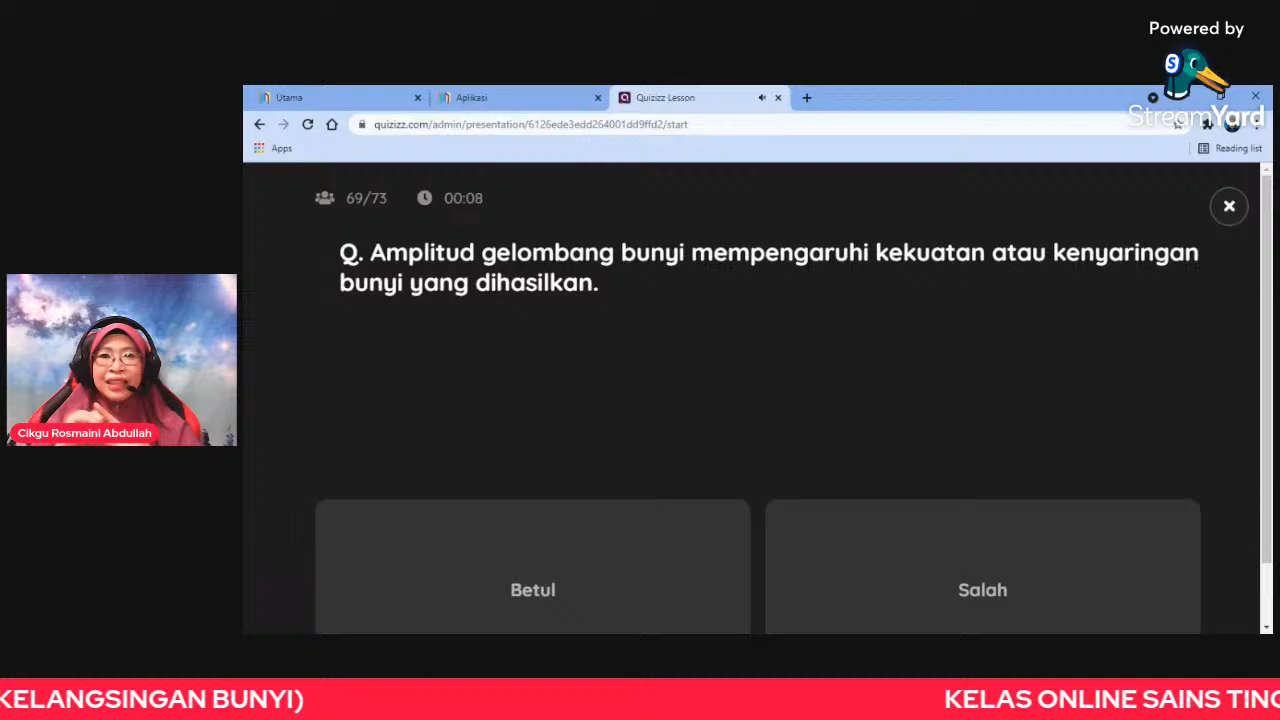 Powered by
StreamYard
Utama
Aplikasi
Quizizz Lesson
quizizz.com/admin/presentation/6126ede3edd264001dd9ffd2/start
Apps
Reading list
69/73
00:08
Q. Amplitud gelombang bunyi mempengaruhi kekuatan atau kenyaringan
bunyi yang dihasilkan.
Cikgu Rosmaini Abdullah
Betul
Salah
KELANGSINGAN BUNYI)
KELAS ONLINE SAINS TING